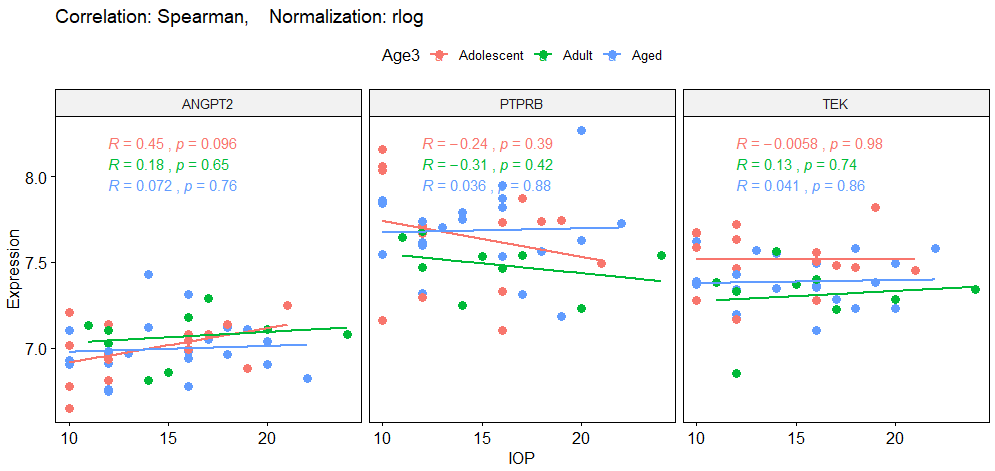 Correlation: Spearman,    Normalization: rlog
Age3 Adolescent Adult Aged
ANGPT2 PTPRB TEK
R = 0.45 , p = 0.096
R = 0.18 , p = 0.65
R = 0.072 , p = 0.76
R = −0.24 , p = 0.39
R = −0.31 , p = 0.42
R = 0.036 , p = 0.88
R = −0.0058 , p = 0.98
R = 0.13 , p = 0.74
R = 0.041 , p = 0.86
Expression
8.0
7.5
7.0
10 15 20 10 15 20 10 15 20
IOP